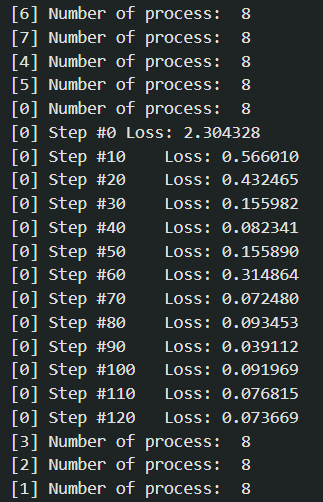 [6] Number of process:  8
[7] Number of process:  8
[4] Number of process:  8
[5] Number of process:  8
[0] Number of process:  8
[0] Step #0 Loss: 2.304328
[0] Step #10   Loss: 0.566010
[0] Step #20   Loss: 0.432465
[0] Step #30   Loss: 0.155982
[0] Step #40   Loss: 0.082341
[0] Step #50   Loss: 0.155890
[0] Step #60   Loss: 0.314864
[0] Step #70   Loss: 0.072480
[0] Step #80   Loss: 0.093453
[0] Step #90   Loss: 0.039112
[0] Step #100  Loss: 0.091969
[0] Step #110  Loss: 0.076815
[0] Step #120  Loss: 0.073669
[3] Number of process:  8
[2] Number of process:  8
[1] Number of process:  8